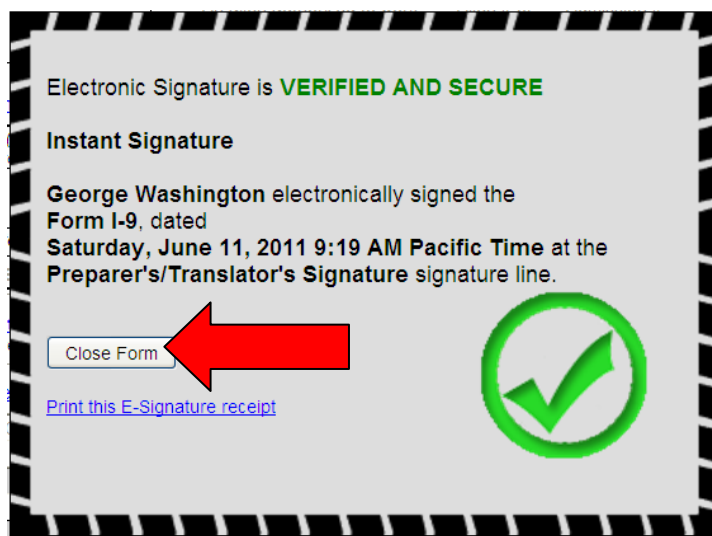 Electronic Signature is VERIFIED AND SECURE
Instant Signature
George Washington electronically signed the
Form I-9, dated
Saturday, June 11, 2011 9:19 AM Pacific Time at the
Preparer's/Translator's Signature signature line.
Close Form
Print this E-Signature receipt